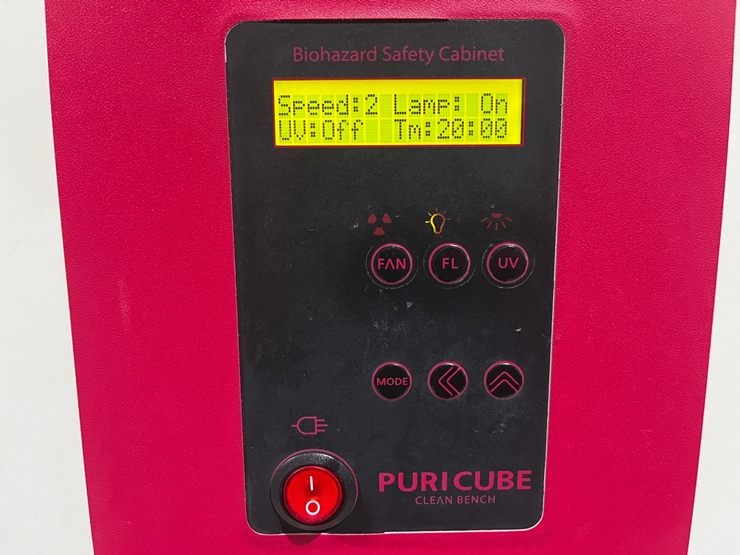 Biohazard Safety Cabinet
Speed:2 Lamp: On
UV:Off Tm:20:00
FAN FL UV
MODE
I
O
PURICUBE
CLEAN BENCH